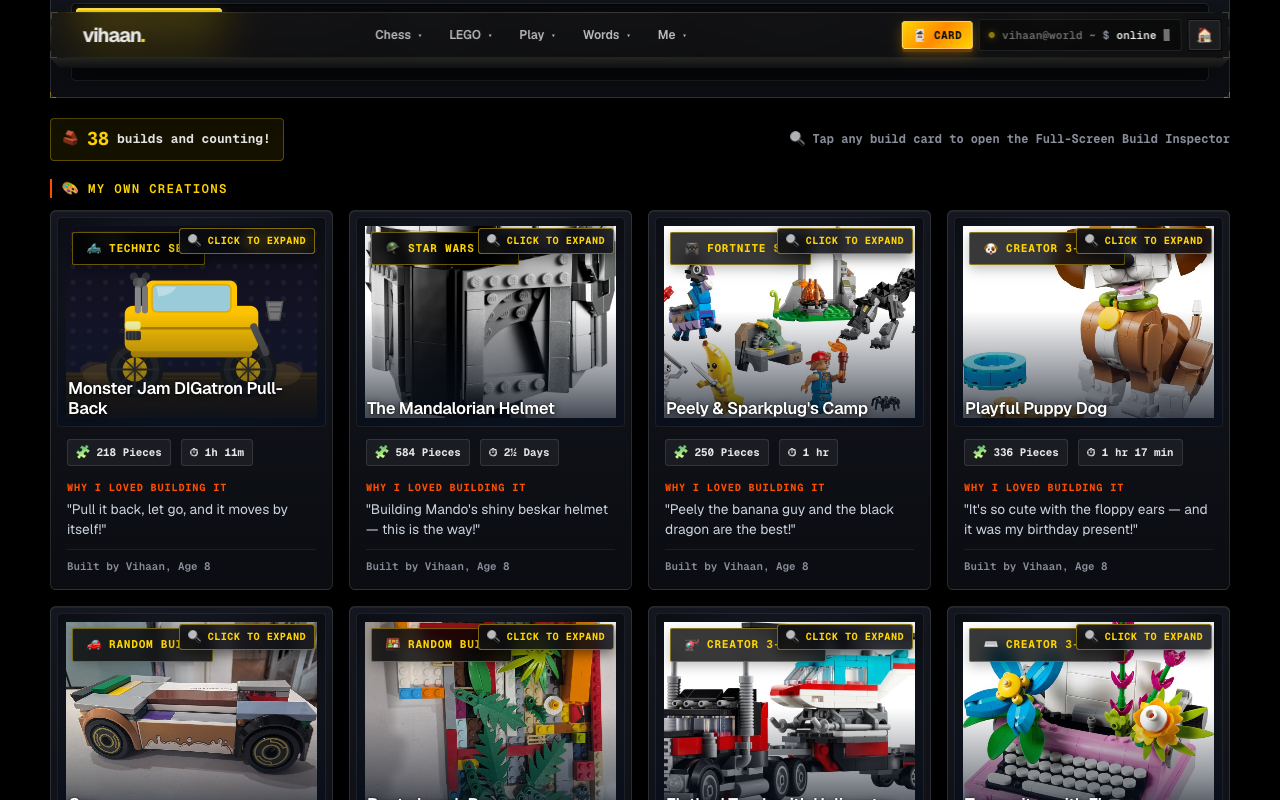 vihaan.
Chess
LEGO
Play
Words
Me
CARD
vihaan@world ~ $ online
38 builds and counting!
Tap any build card to open the Full-Screen Build Inspector
MY OWN CREATIONS
TECHNIC
CLICK TO EXPAND
Monster Jam DIGatron Pull-
Back
218 Pieces
1h 11m
WHY I LOVED BUILDING IT
"Pull it back, let go, and it moves by
itself!"
Built by Vihaan, Age 8
STAR WARS
CLICK TO EXPAND
The Mandalorian Helmet
584 Pieces
2½ Days
WHY I LOVED BUILDING IT
"Building Mando's shiny beskar helmet
— this is the way!"
Built by Vihaan, Age 8
FORTNITE
CLICK TO EXPAND
Peely & Sparkplug's Camp
250 Pieces
1 hr
WHY I LOVED BUILDING IT
"Peely the banana guy and the black
dragon are the best!"
Built by Vihaan, Age 8
CREATOR 3-
CLICK TO EXPAND
Playful Puppy Dog
336 Pieces
1 hr 17 min
WHY I LOVED BUILDING IT
"It's so cute with the floppy ears — and
it was my birthday present!"
Built by Vihaan, Age 8
RANDOM
CLICK TO EXPAND
RANDOM
CLICK TO EXPAND
CREATOR 3-
CLICK TO EXPAND
CREATOR 3-
CLICK TO EXPAND